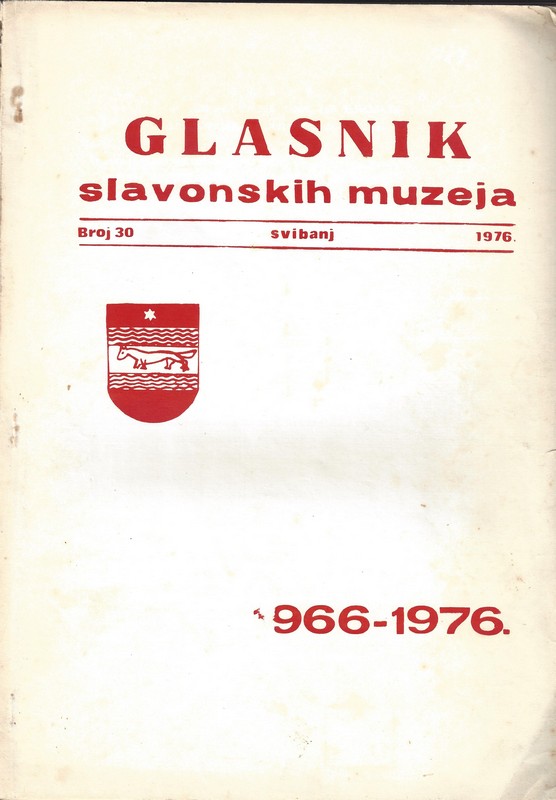 GLASNIK
slavonskih muzeja
Broj 30 svibanj 1976.
966-1976.